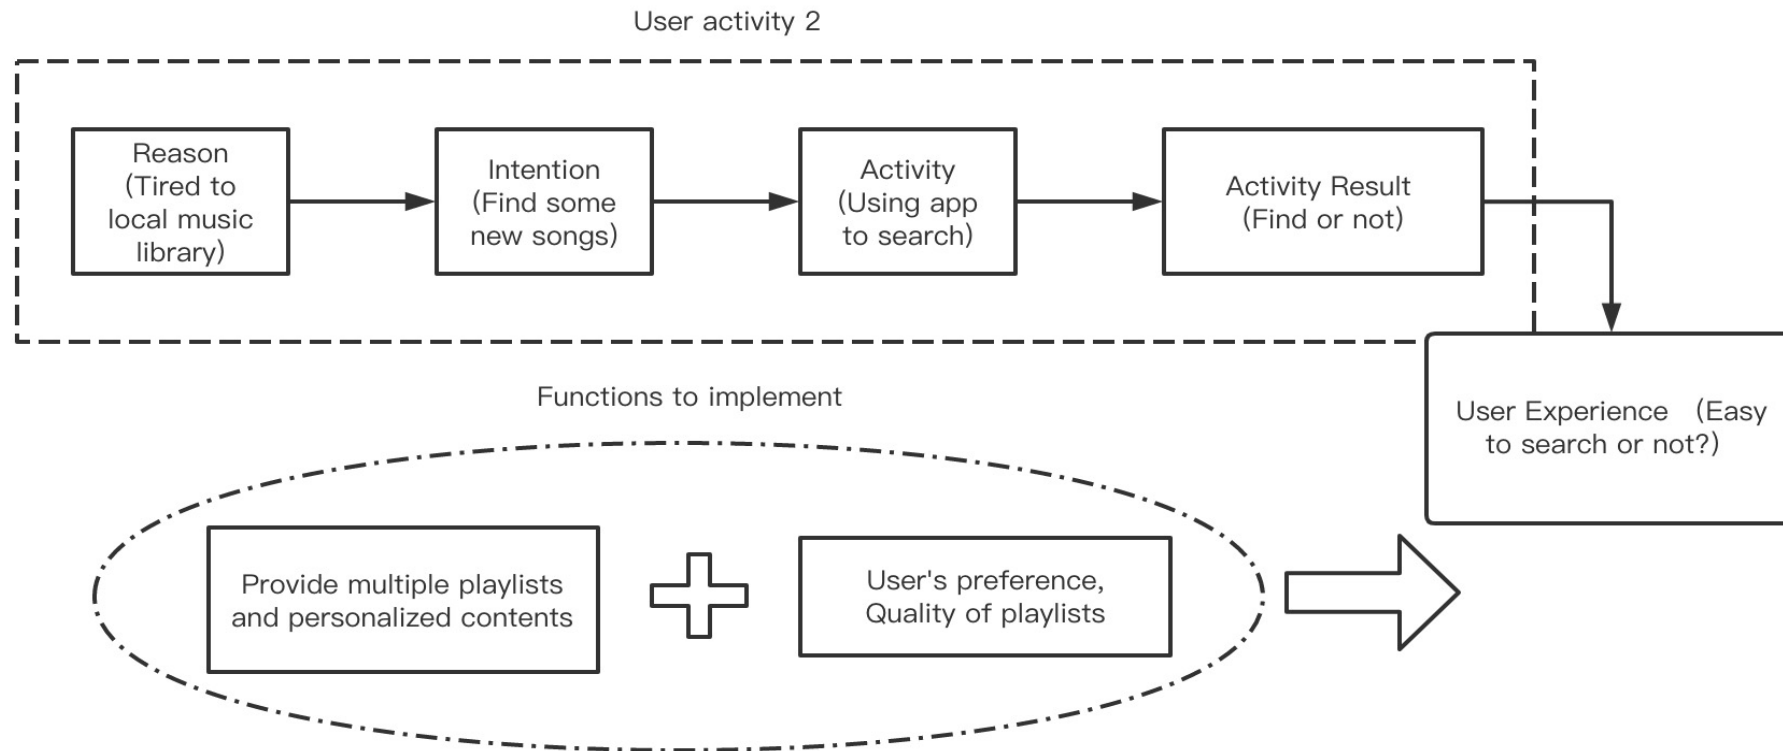 User activity 2
Reason
(Tired to
local music
library)
Intention
(Find some
new songs)
Activity
(Using app
to search)
Activity Result
(Find or not)
User Experience （Easy
to search or not?)
Functions to implement
Provide multiple playlists
and personalized contents
User's preference,
Quality of playlists